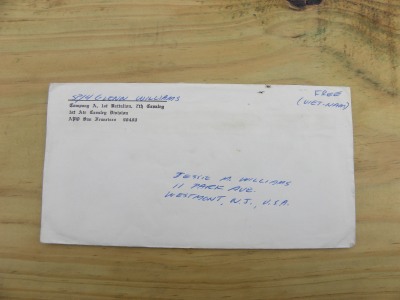 SP/4 GLENN WILLIAMS
Company A, 1st Battalion, 7th Cavalry
1st Air Cavalry Division
APO San Francisco 96490
FREE
(VIET-NAM)
JESSIE M. WILLIAMS
11 PARK AVE.
WESTMONT, N.J., U.S.A.